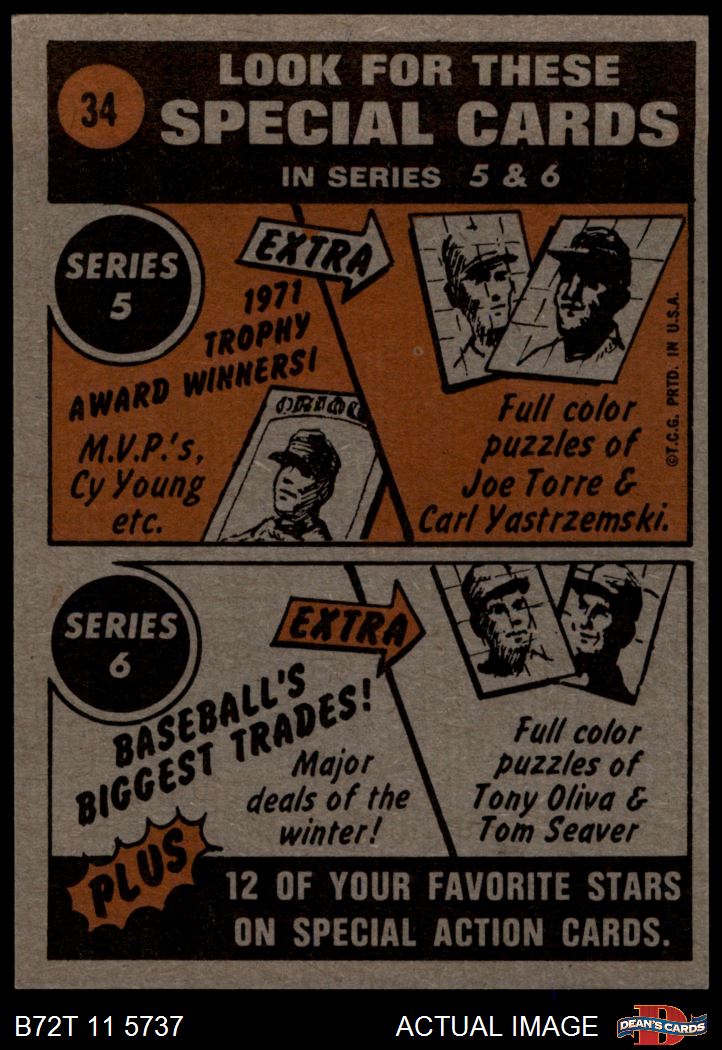 34
LOOK FOR THESE
SPECIAL CARDS
IN SERIES 5 & 6
SERIES
5
EXTRA
1971
TROPHY
AWARD WINNERS!
M.V.P.'s,
Cy Young
etc.
Full color
puzzles of
Joe Torre &
Carl Yastrzemski.
©T.C.G. PRTD. IN U.S.A.
SERIES
6
EXTRA
BASEBALL'S
BIGGEST TRADES!
Major
deals of the
winter!
Full color
puzzles of
Tony Oliva &
Tom Seaver
PLUS
12 OF YOUR FAVORITE STARS
ON SPECIAL ACTION CARDS.
B72T 11 5737
ACTUAL IMAGE
DEAN'S CARDS